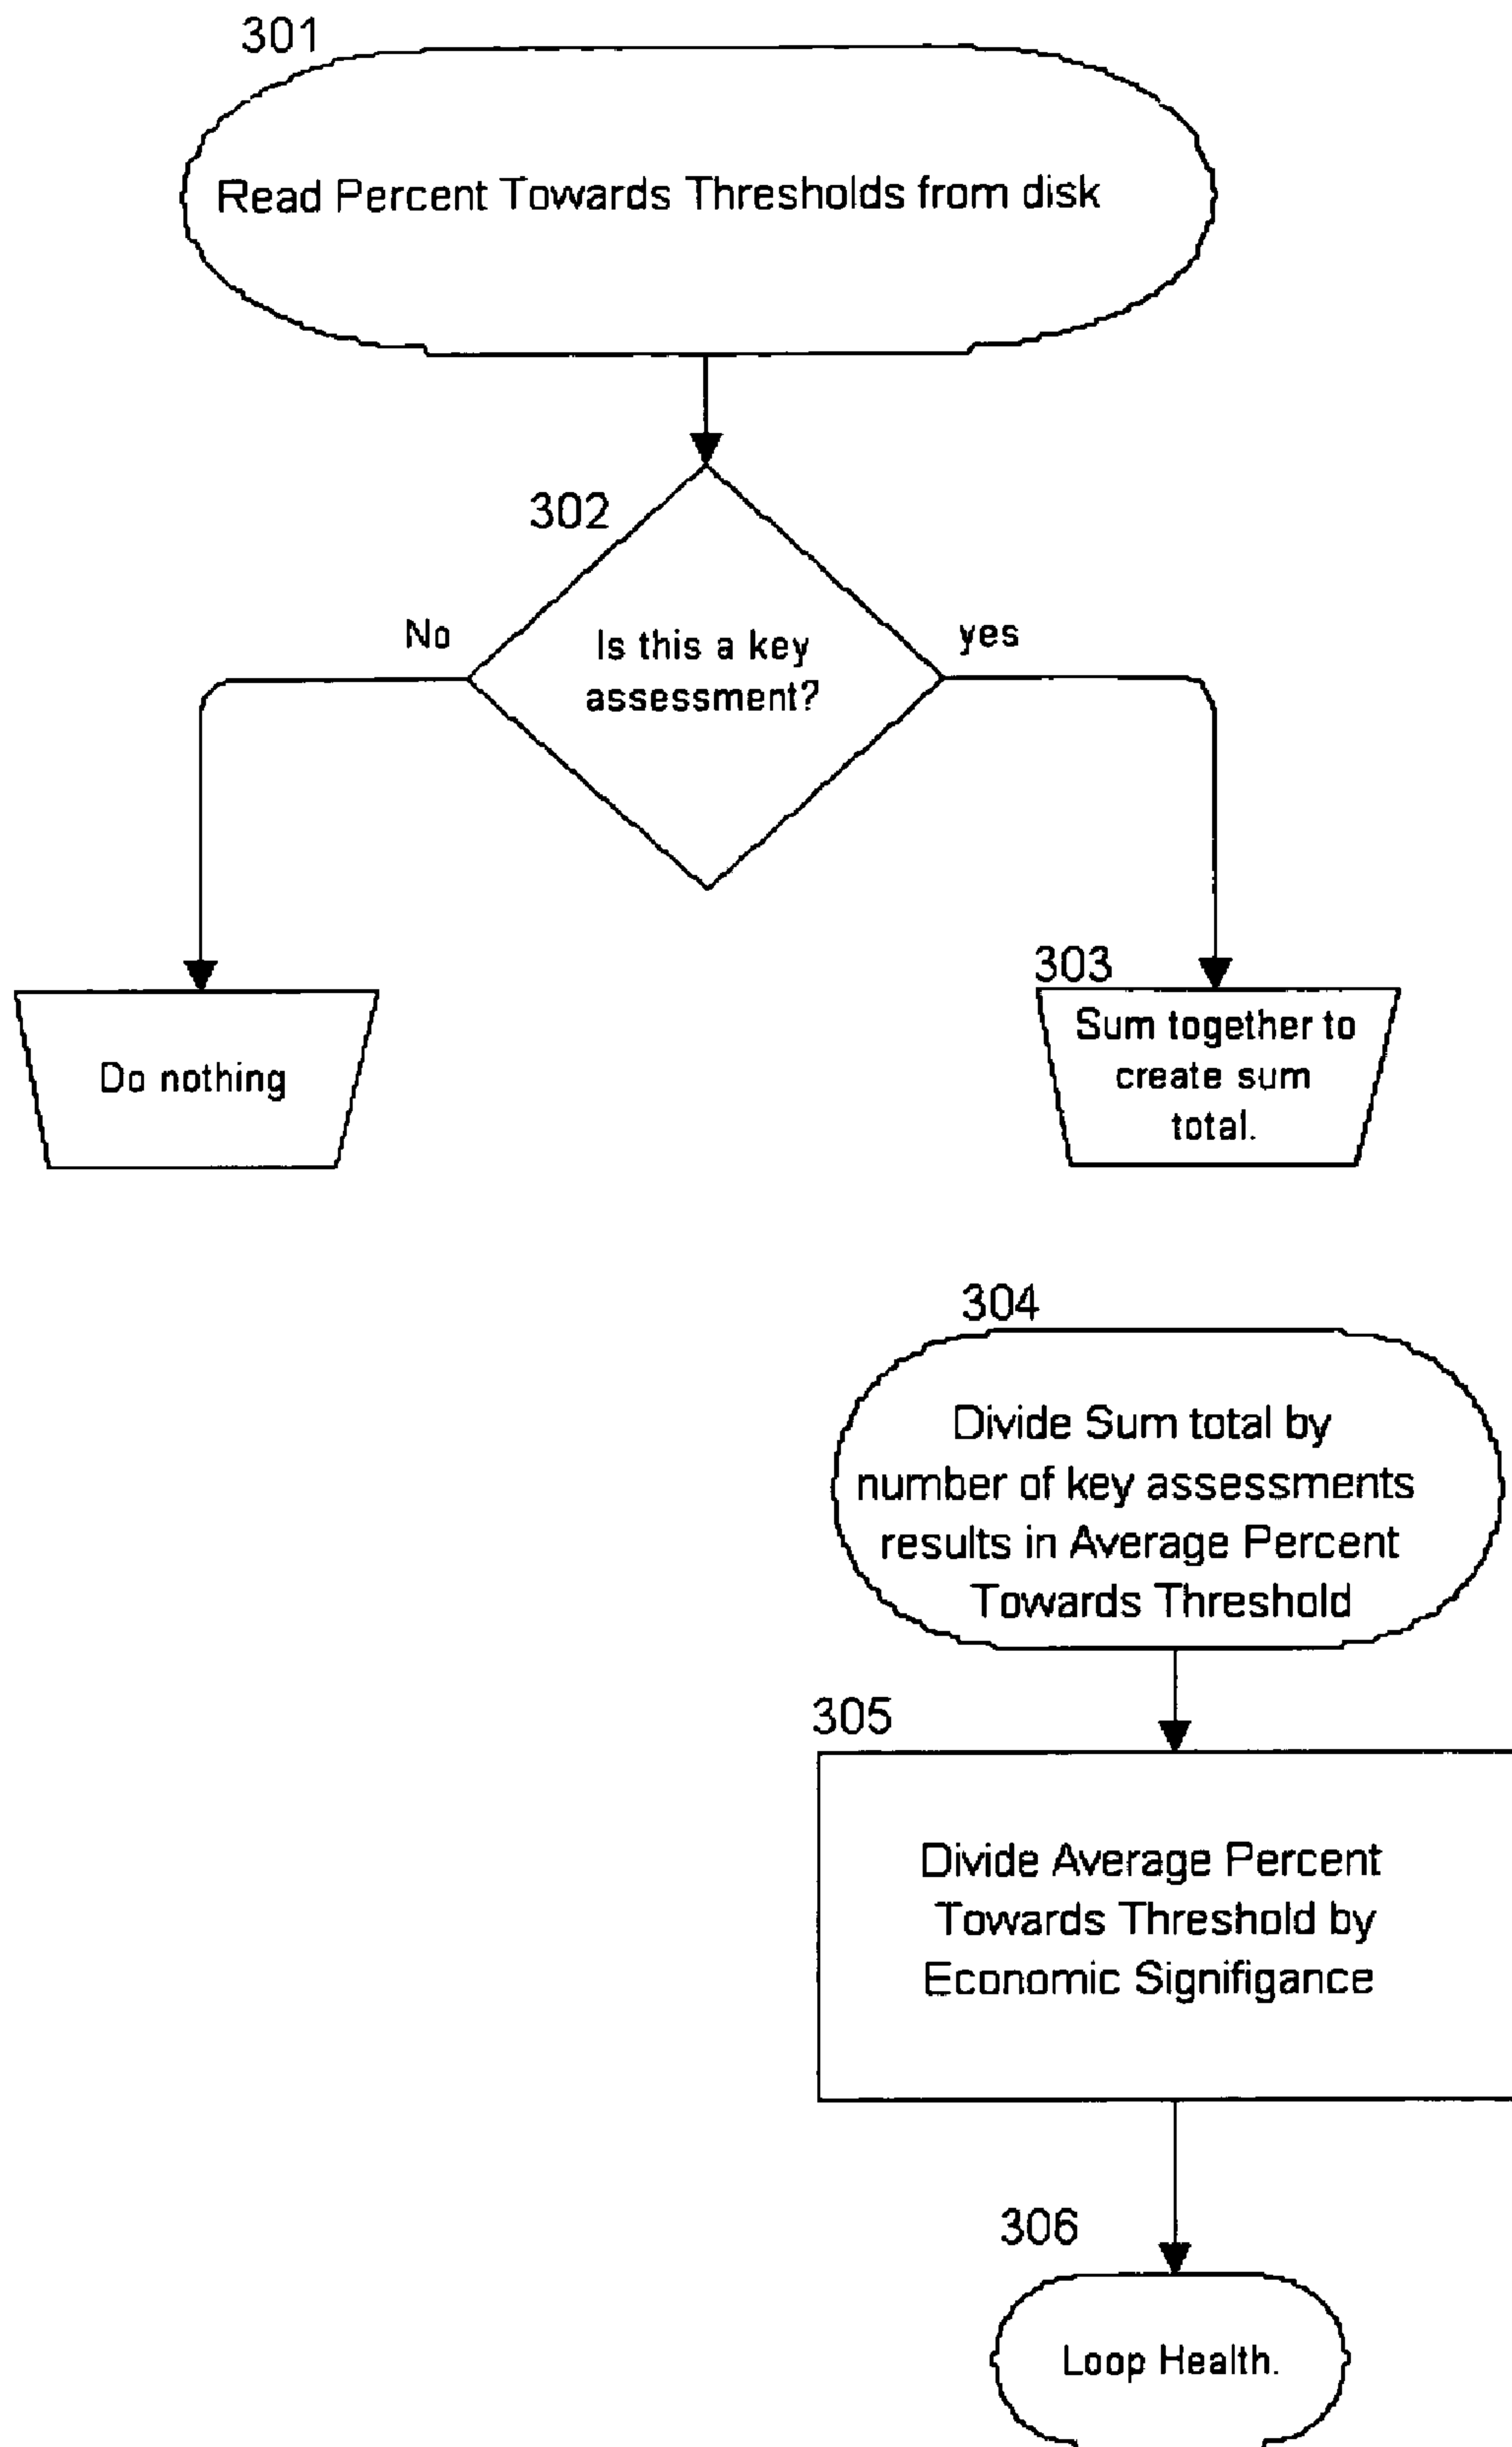 301
Read Percent Towards Thresholds from disk
302
No
Is this a key
assessment?
yes
Do nothing
303
Sum together to
create sum
total.
304
Divide Sum total by
number of key assessments
results in Average Percent
Towards Threshold
305
Divide Average Percent
Towards Threshold by
Economic Signifigance
306
Loop Health.